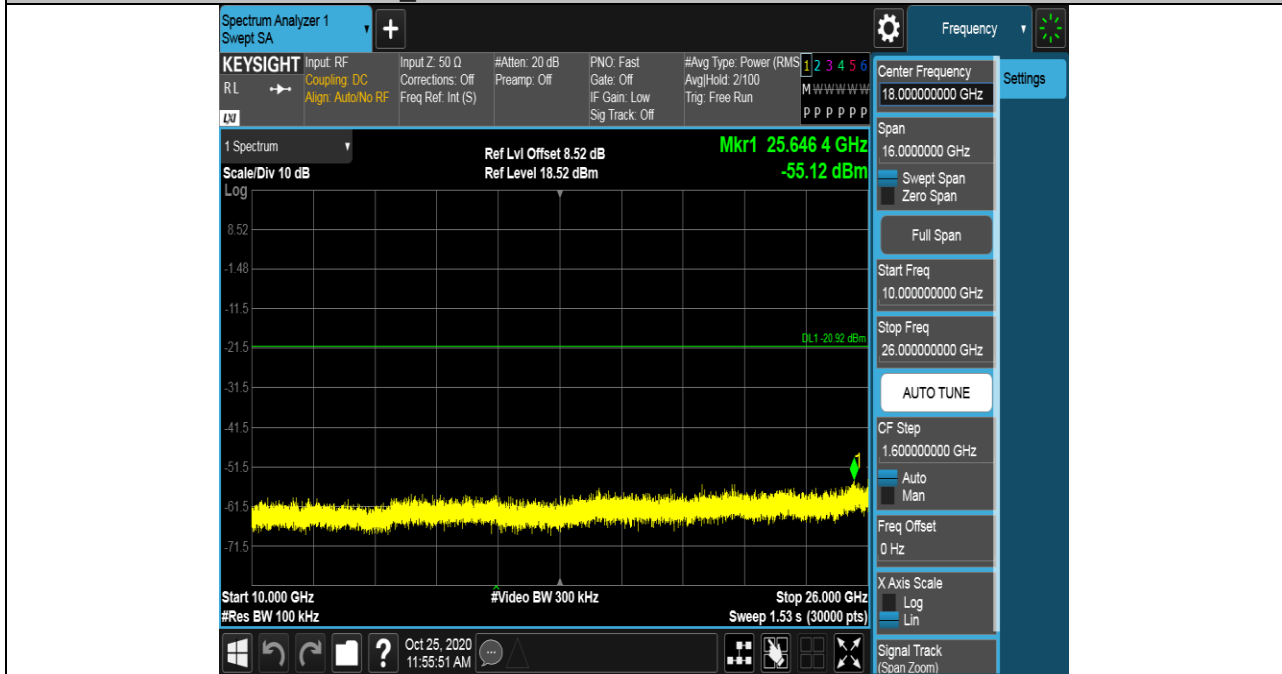 Spectrum Analyzer 1
Swept SA
+
Frequency
KEYSIGHT
RL
LXI
Input: RF
Coupling: DC
Align: Auto/No RF
Input Z: 50 Ω
Corrections: Off
Freq Ref: Int (S)
#Atten: 20 dB
Preamp: Off
PNO: Fast
Gate: Off
IF Gain: Low
Sig Track: Off
#Avg Type: Power (RMS
Avg|Hold: 2/100
Trig: Free Run
1 2 3 4 5 6
M W W W W W
P P P P P P
1 Spectrum
Scale/Div 10 dB
Log
Ref Lvl Offset 8.52 dB
Ref Level 18.52 dBm
Mkr1 25.646 4 GHz
-55.12 dBm
8.52
-1.48
-11.5
-21.5
-31.5
-41.5
-51.5
-61.5
-71.5
DL1 -20.92 dBm
1
Start 10.000 GHz
#Res BW 100 kHz
#Video BW 300 kHz
Stop 26.000 GHz
Sweep 1.53 s (30000 pts)
?
Oct 25, 2020
11:55:51 AM
Center Frequency
18.000000000 GHz
Span
16.0000000 GHz
Swept Span
Zero Span
Full Span
Start Freq
10.000000000 GHz
Stop Freq
26.000000000 GHz
AUTO TUNE
CF Step
1.600000000 GHz
Auto
Man
Freq Offset
0 Hz
X Axis Scale
Log
Lin
Signal Track
(Span Zoom)
Settings